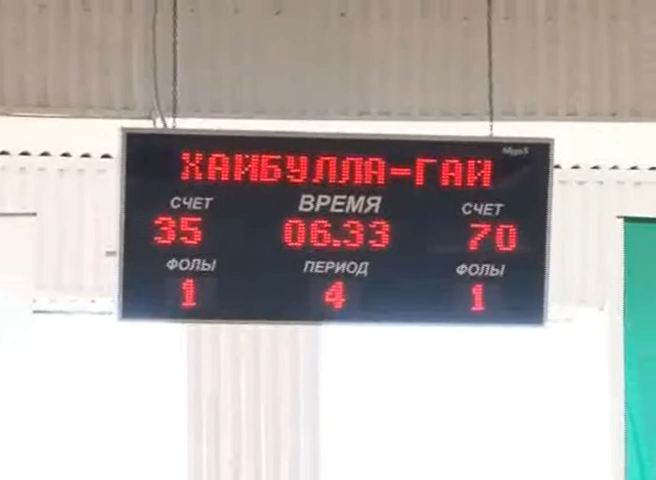 ХАЙБУЛЛА-ГАЙ
СЧЕТ ВРЕМЯ СЧЕТ
35 06.33 70
ФОЛЫ ПЕРИОД ФОЛЫ
1 4 1